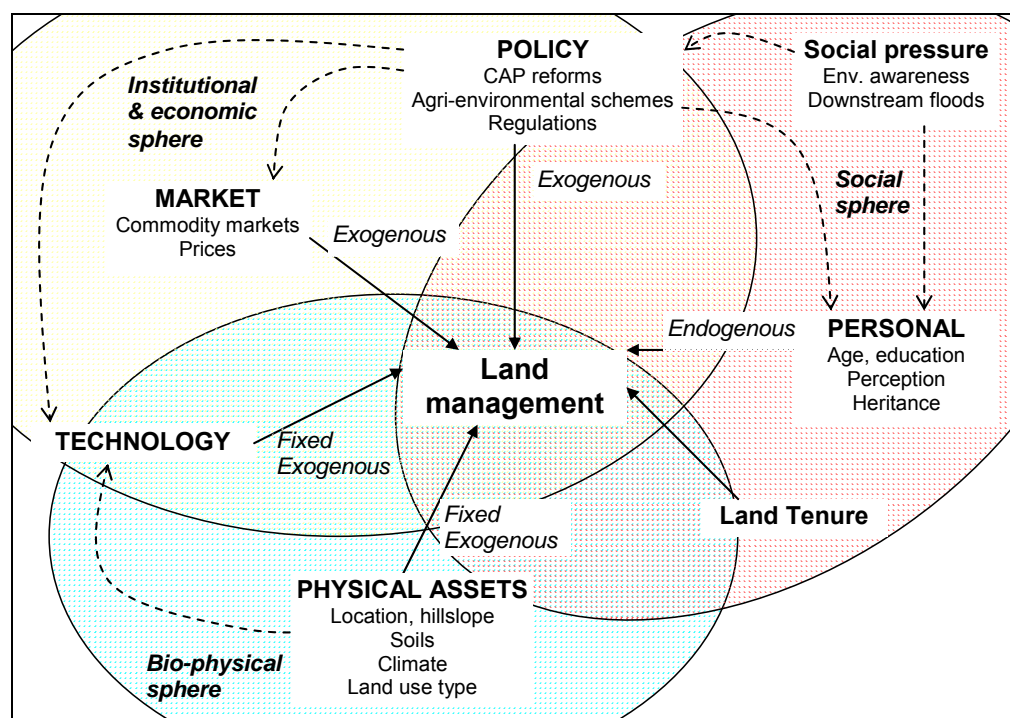 POLICY
CAP reforms
Agri-environmental schemes
Regulations
Social pressure
Env. awareness
Downstream floods
Institutional
& economic
sphere
MARKET
Commodity markets
Prices
Exogenous
Exogenous
Social
sphere
Endogenous
PERSONAL
Age, education
Perception
Heritance
Land
management
TECHNOLOGY
Fixed
Exogenous
Fixed
Exogenous
Land Tenure
PHYSICAL ASSETS
Location, hillslope
Soils
Climate
Land use type
Bio-physical
sphere